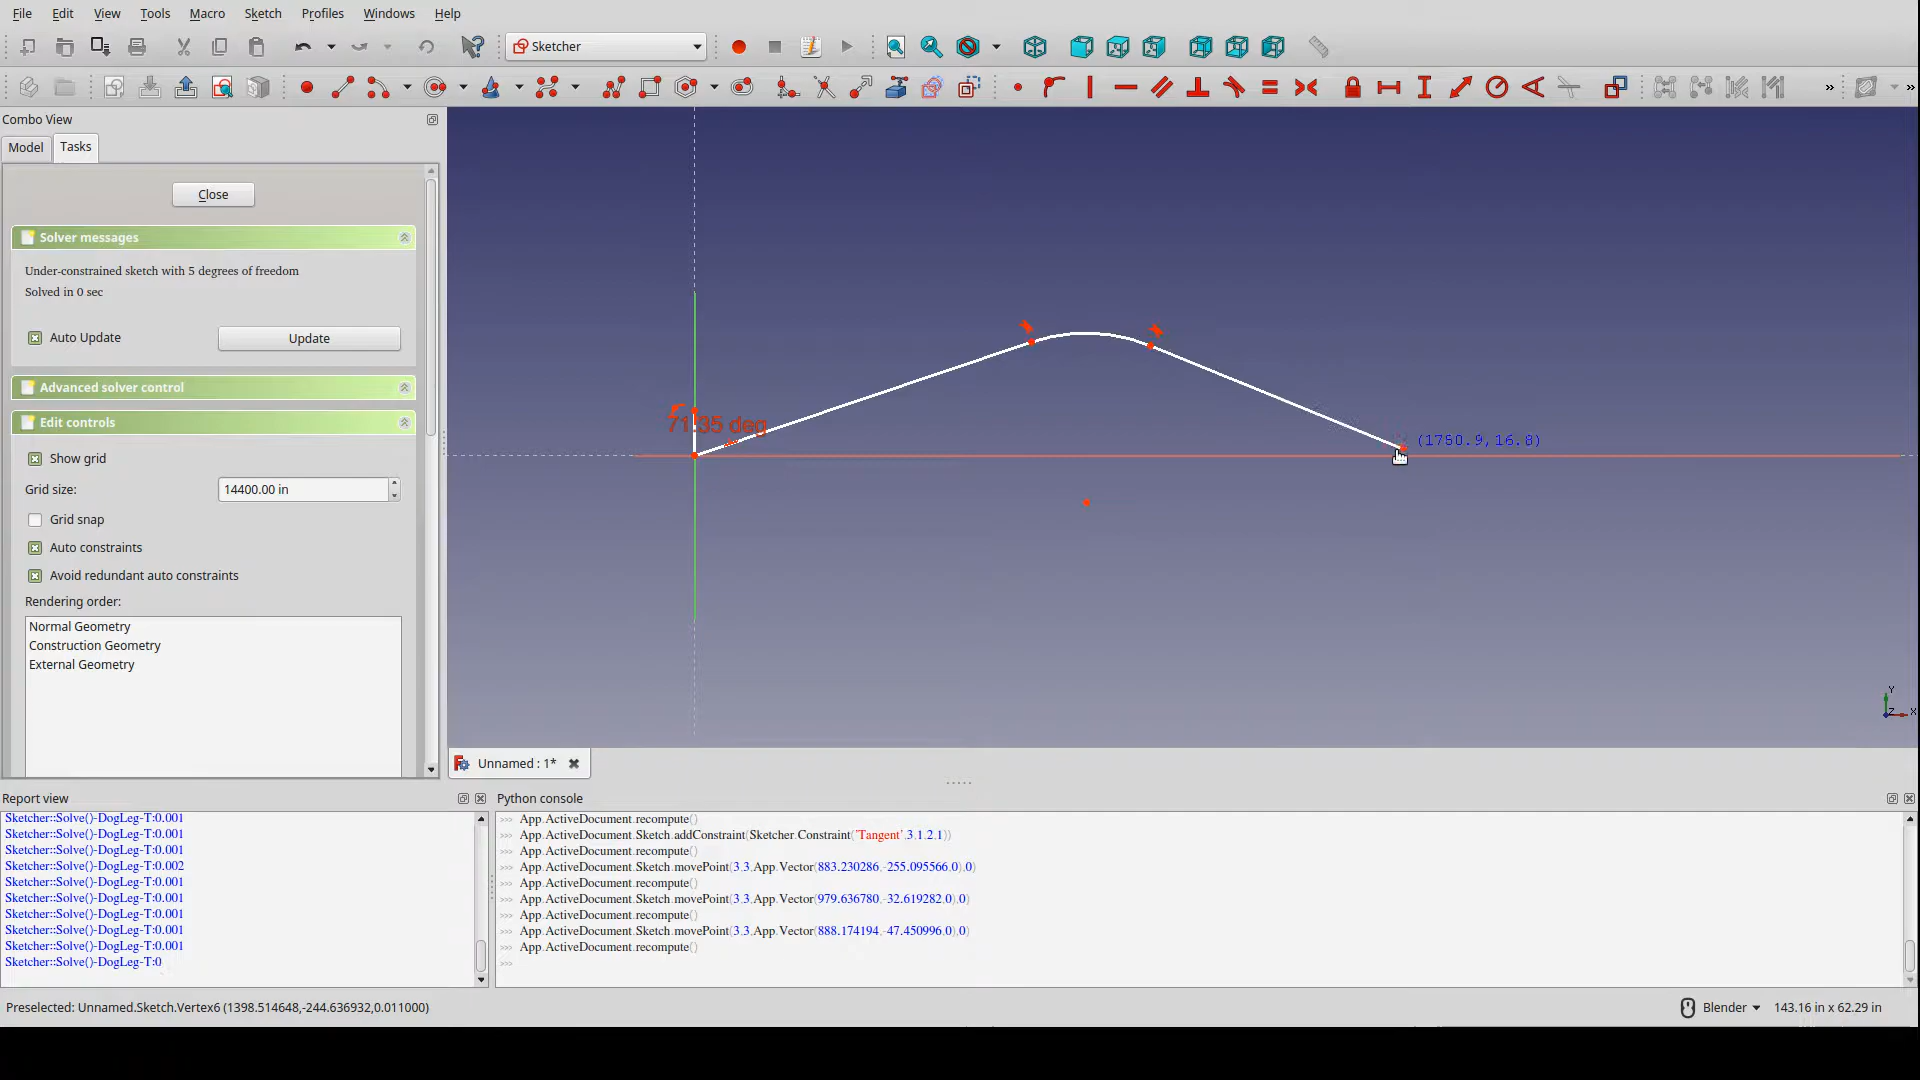 File Edit View Tools Macro Sketch Profiles Windows Help
Sketcher
»
»
Combo View
Model Tasks
Close
Solver messages
Under-constrained sketch with 5 degrees of freedom
Solved in 0 sec
Auto Update Update
Advanced solver control
Edit controls
Show grid
Grid size: 14400.00 in
Grid snap
Auto constraints
Avoid redundant auto constraints
Rendering order:
Normal Geometry
Construction Geometry
External Geometry
71.35 deg
(1750.9,16.8)
Y
Z X
Unnamed : 1*
Report view
Sketcher::Solve()-DogLeg-T:0.001
Sketcher::Solve()-DogLeg-T:0.001
Sketcher::Solve()-DogLeg-T:0.001
Sketcher::Solve()-DogLeg-T:0.002
Sketcher::Solve()-DogLeg-T:0.001
Sketcher::Solve()-DogLeg-T:0.001
Sketcher::Solve()-DogLeg-T:0.001
Sketcher::Solve()-DogLeg-T:0.001
Sketcher::Solve()-DogLeg-T:0.001
Sketcher::Solve()-DogLeg-T:0
Python console
>>> App.ActiveDocument.recompute()
>>> App.ActiveDocument.Sketch.addConstraint(Sketcher.Constraint('Tangent',3,1,2,1))
>>> App.ActiveDocument.recompute()
>>> App.ActiveDocument.Sketch.movePoint(3,3,App.Vector(883.230286,-255.095566,0),0)
>>> App.ActiveDocument.recompute()
>>> App.ActiveDocument.Sketch.movePoint(3,3,App.Vector(979.636780,-32.619282,0),0)
>>> App.ActiveDocument.recompute()
>>> App.ActiveDocument.Sketch.movePoint(3,3,App.Vector(888.174194,-47.450996,0),0)
>>> App.ActiveDocument.recompute()
>>>
Preselected: Unnamed.Sketch.Vertex6 (1398.514648,-244.636932,0.011000)
Blender 143.16 in x 62.29 in